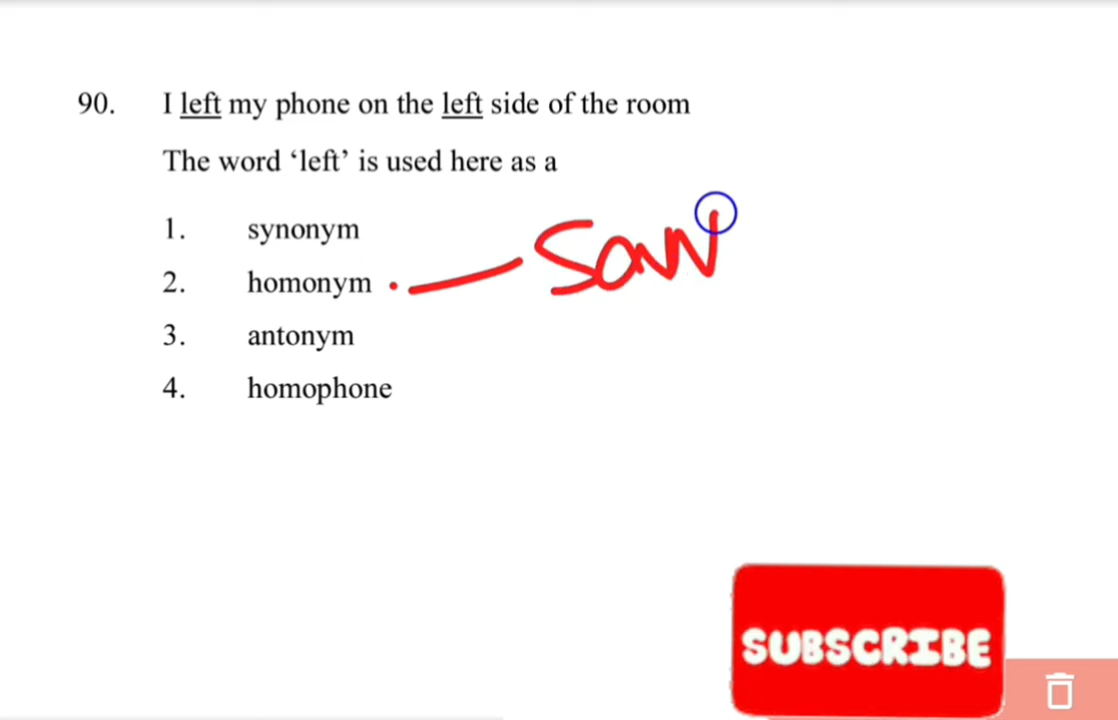 90. I left my phone on the left side of the room
The word ‘left’ is used here as a
1. synonym
2. homonym
3. antonym
4. homophone
SUBSCRIBE